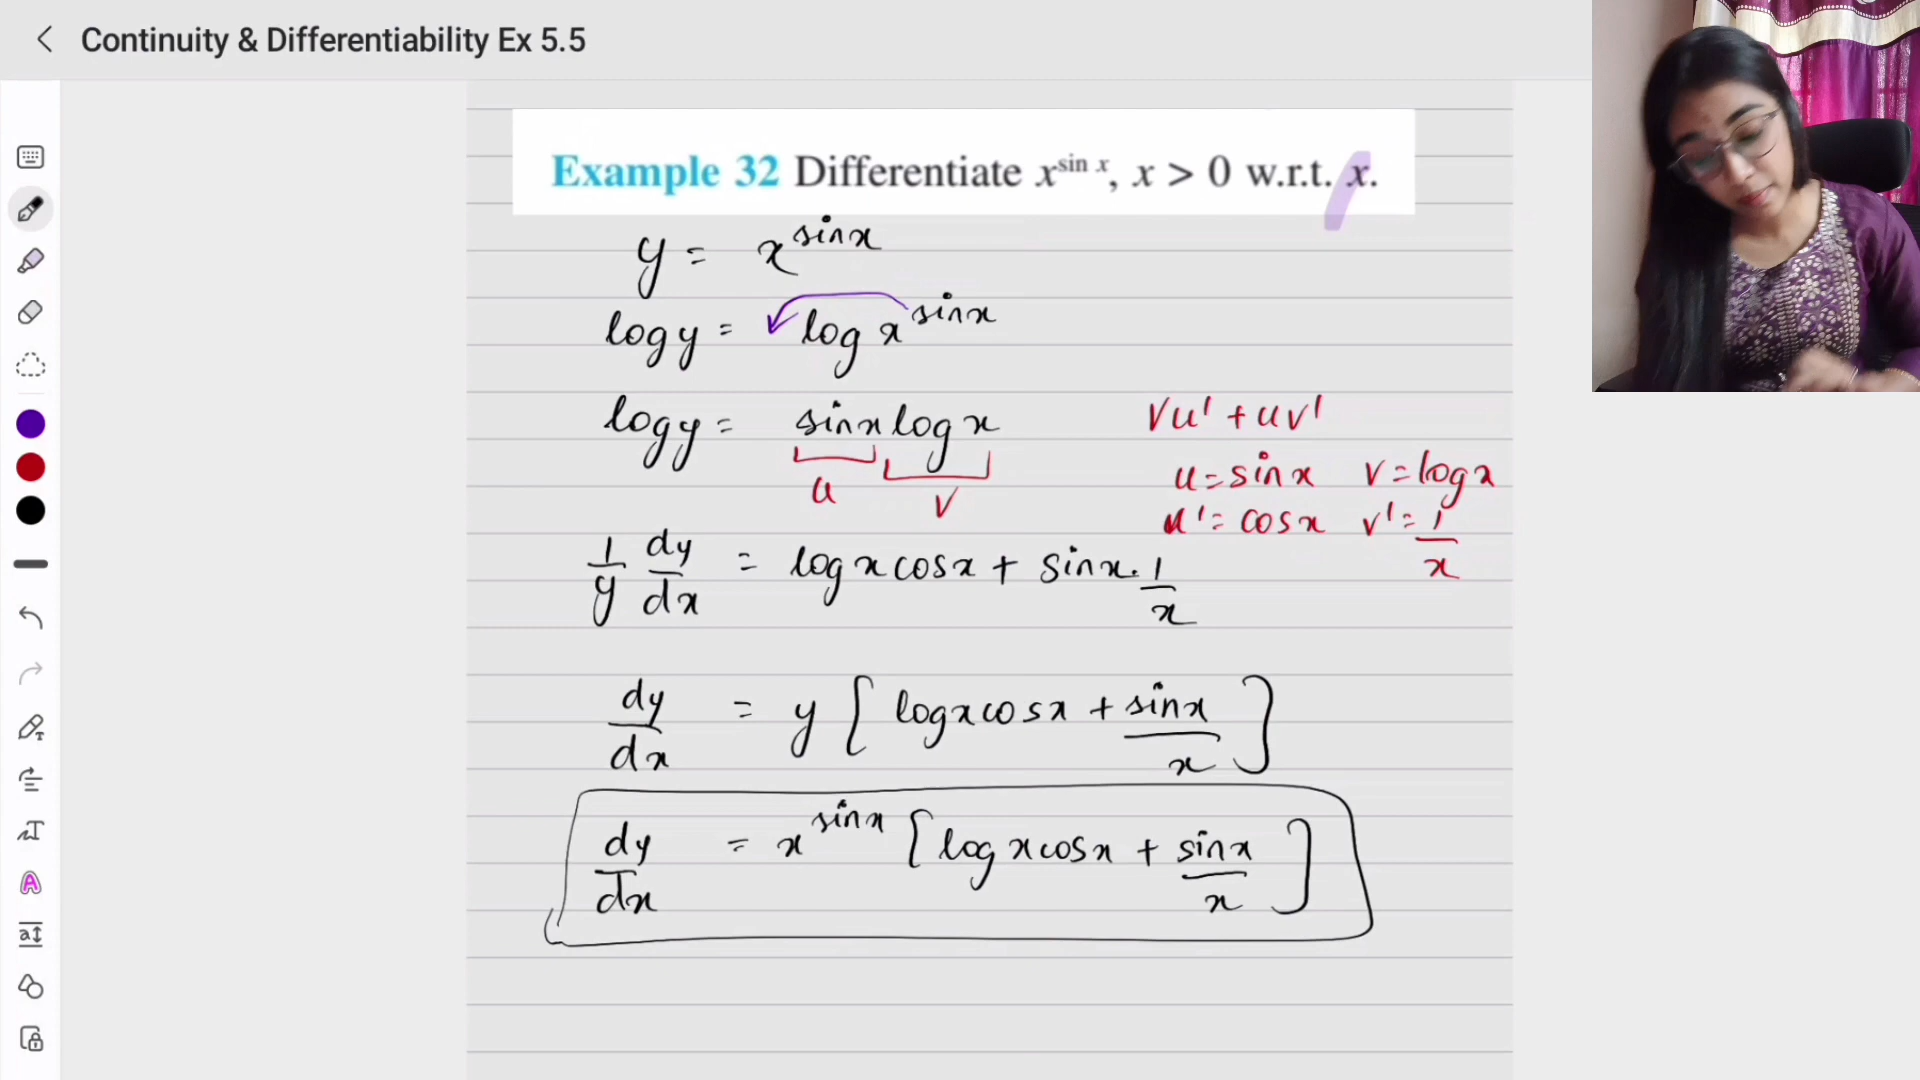 Continuity & Differentiability Ex 5.5
Example 32 Differentiate x^sin x, x > 0 w.r.t. x.
y = x^sinx
log y = log x^sinx
log y = sinx log x
u v
vu' + uv'
u = sinx v = logx
u' = cosx v' = 1/x
1/y dy/dx = log x cosx + sinx . 1/x
dy/dx = y [ logx cosx + sinx/x ]
dy/dx = x^sinx [ log x cosx + sinx/x ]